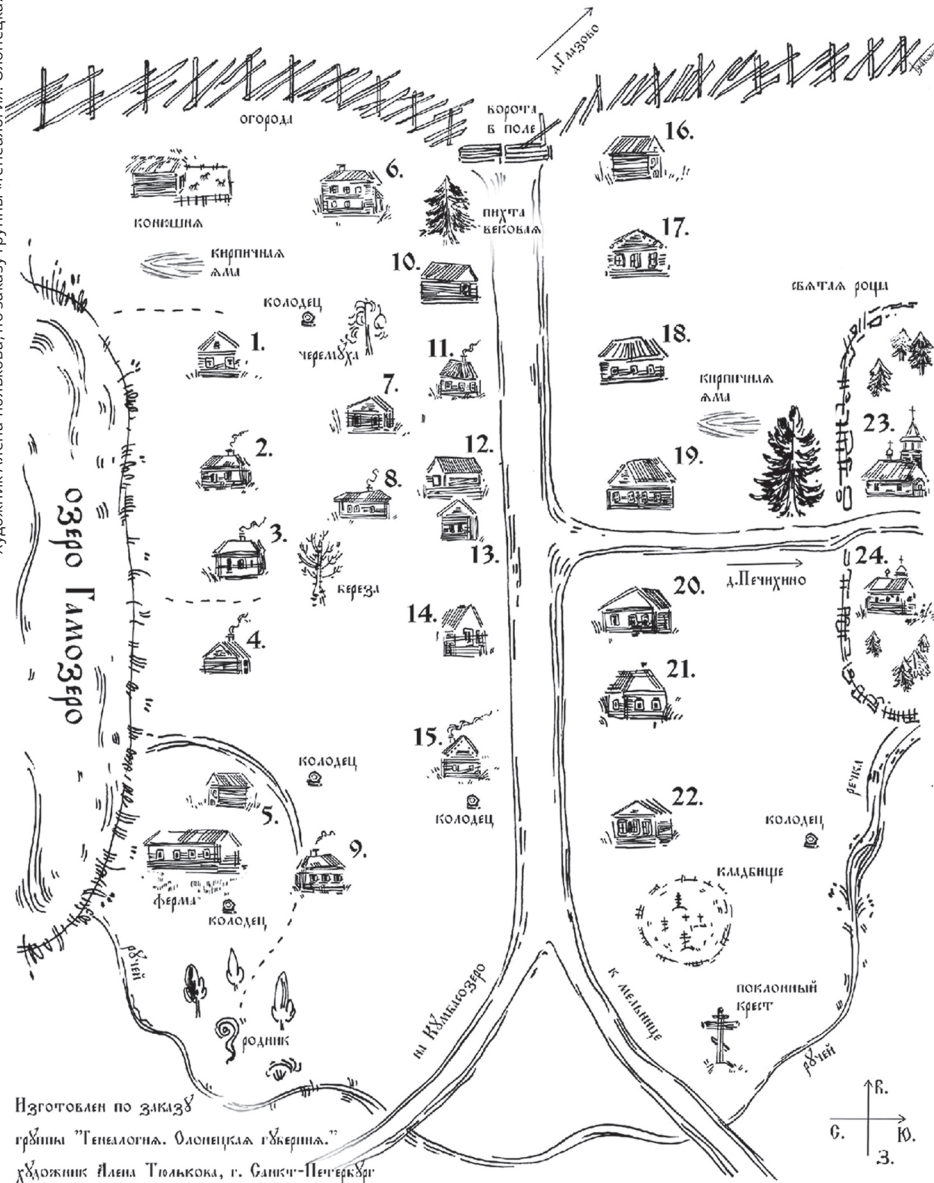 д. Глазово
огорода
ворота
в поле
16.
6.
конюшня
пихта
вековая
17.
кирпичная
яма
10.
колодец
святая роща
1.
черемуха
11.
18.
кирпичная
яма
7.
23.
2.
12.
19.
8.
озеро Гамозеро
3.
13.
д. Печихино
24.
береза
20.
14.
4.
21.
15.
колодец
речка
5.
колодец
22.
колодец
9.
ферма
колодец
кладбище
ручей
на Кумбасозеро
к мельнице
поклонный
крест
родник
ручей
Изготовлен по заказу
группы "Генеалогия. Олонецкая губерния."
художник Алена Тюлькова, г. Санкт-Петербург
В.
С. Ю.
З.